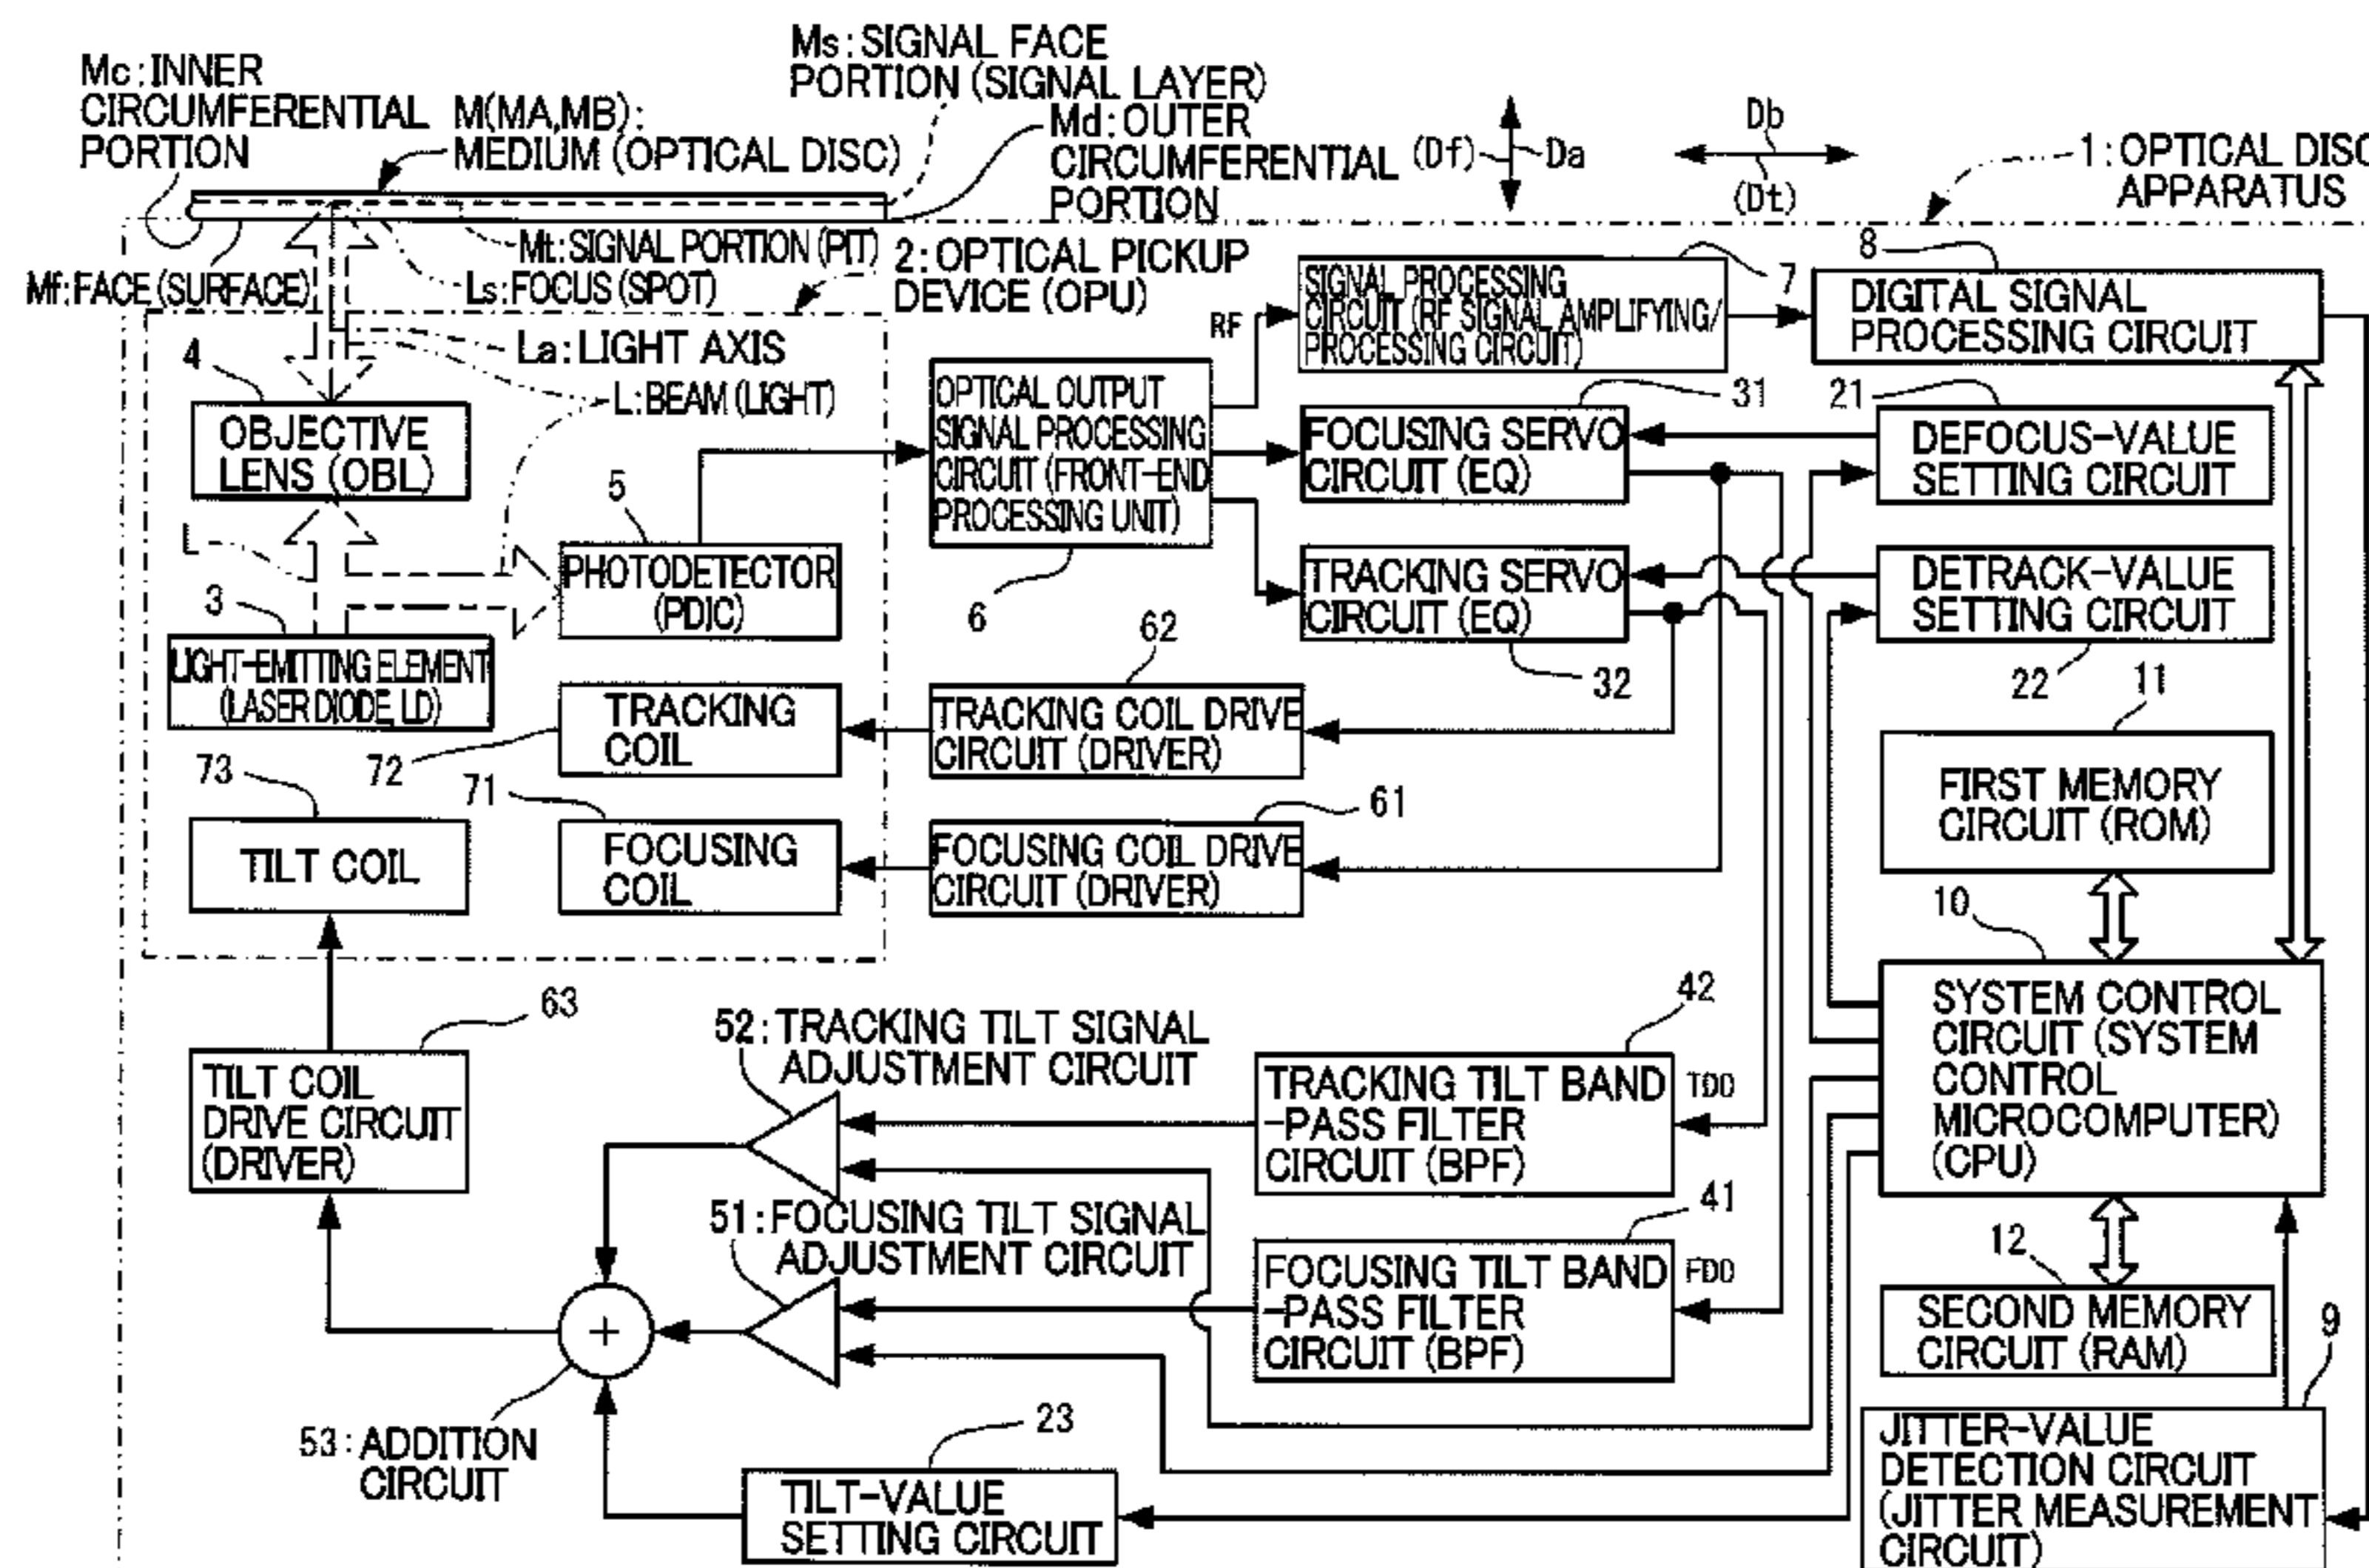 Mc:INNER
CIRCUMFERENTIAL
PORTION
M(MA,MB):
MEDIUM (OPTICAL DISC)
Ms:SIGNAL FACE
PORTION (SIGNAL LAYER)
Md:OUTER
CIRCUMFERENTIAL
PORTION
(Df)
Da
Db
(Dt)
1:OPTICAL DISC
APPARATUS
Mf:FACE (SURFACE)
Mt:SIGNAL PORTION (PIT)
Ls:FOCUS (SPOT)
2:OPTICAL PICKUP
DEVICE (OPU)
La:LIGHT AXIS
L:BEAM (LIGHT)
4
OBJECTIVE
LENS (OBL)
L
3
LIGHT-EMITTING ELEMENT
(LASER DIODE, LD)
5
PHOTODETECTOR
(PDIC)
OPTICAL OUTPUT
SIGNAL PROCESSING
CIRCUIT (FRONT-END
PROCESSING UNIT)
6
RF
SIGNAL PROCESSING
CIRCUIT (RF SIGNAL AMPLIFYING/
PROCESSING CIRCUIT)
7
8
DIGITAL SIGNAL
PROCESSING CIRCUIT
31
FOCUSING SERVO
CIRCUIT (EQ)
21
DEFOCUS-VALUE
SETTING CIRCUIT
TRACKING SERVO
CIRCUIT (EQ)
32
DETRACK-VALUE
SETTING CIRCUIT
22
72
TRACKING
COIL
62
TRACKING COIL DRIVE
CIRCUIT (DRIVER)
11
FIRST MEMORY
CIRCUIT (ROM)
73
TILT COIL
71
FOCUSING
COIL
61
FOCUSING COIL DRIVE
CIRCUIT (DRIVER)
10
SYSTEM CONTROL
CIRCUIT (SYSTEM
CONTROL
MICROCOMPUTER)
(CPU)
63
TILT COIL
DRIVE CIRCUIT
(DRIVER)
52:TRACKING TILT SIGNAL
ADJUSTMENT CIRCUIT
42
TRACKING TILT BAND
-PASS FILTER
CIRCUIT (BPF)
TDO
51:FOCUSING TILT SIGNAL
ADJUSTMENT CIRCUIT
41
FOCUSING TILT BAND
-PASS FILTER
CIRCUIT (BPF)
FDO
12
SECOND MEMORY
CIRCUIT (RAM)
+
53:ADDITION
CIRCUIT
23
TILT-VALUE
SETTING CIRCUIT
9
JITTER-VALUE
DETECTION CIRCUIT
(JITTER MEASUREMENT
CIRCUIT)